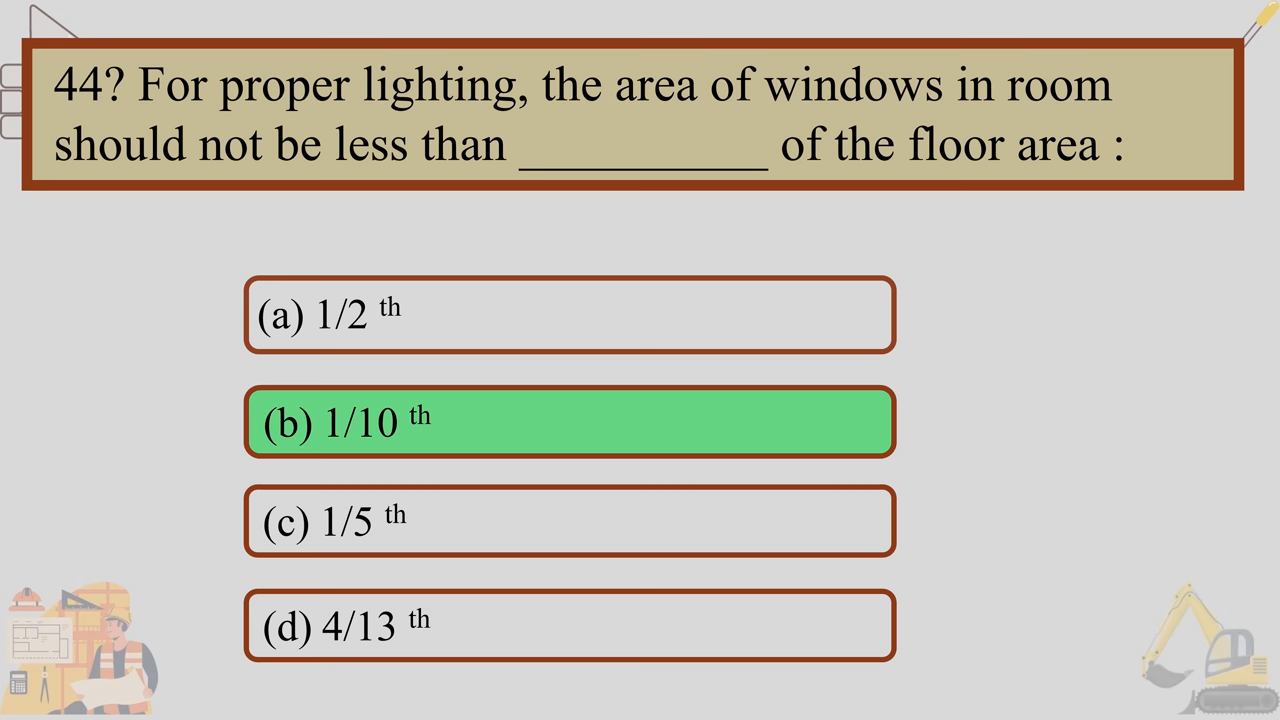 44? For proper lighting, the area of windows in room
should not be less than __________ of the floor area :
(a) 1/2 th
(b) 1/10 th
(c) 1/5 th
(d) 4/13 th